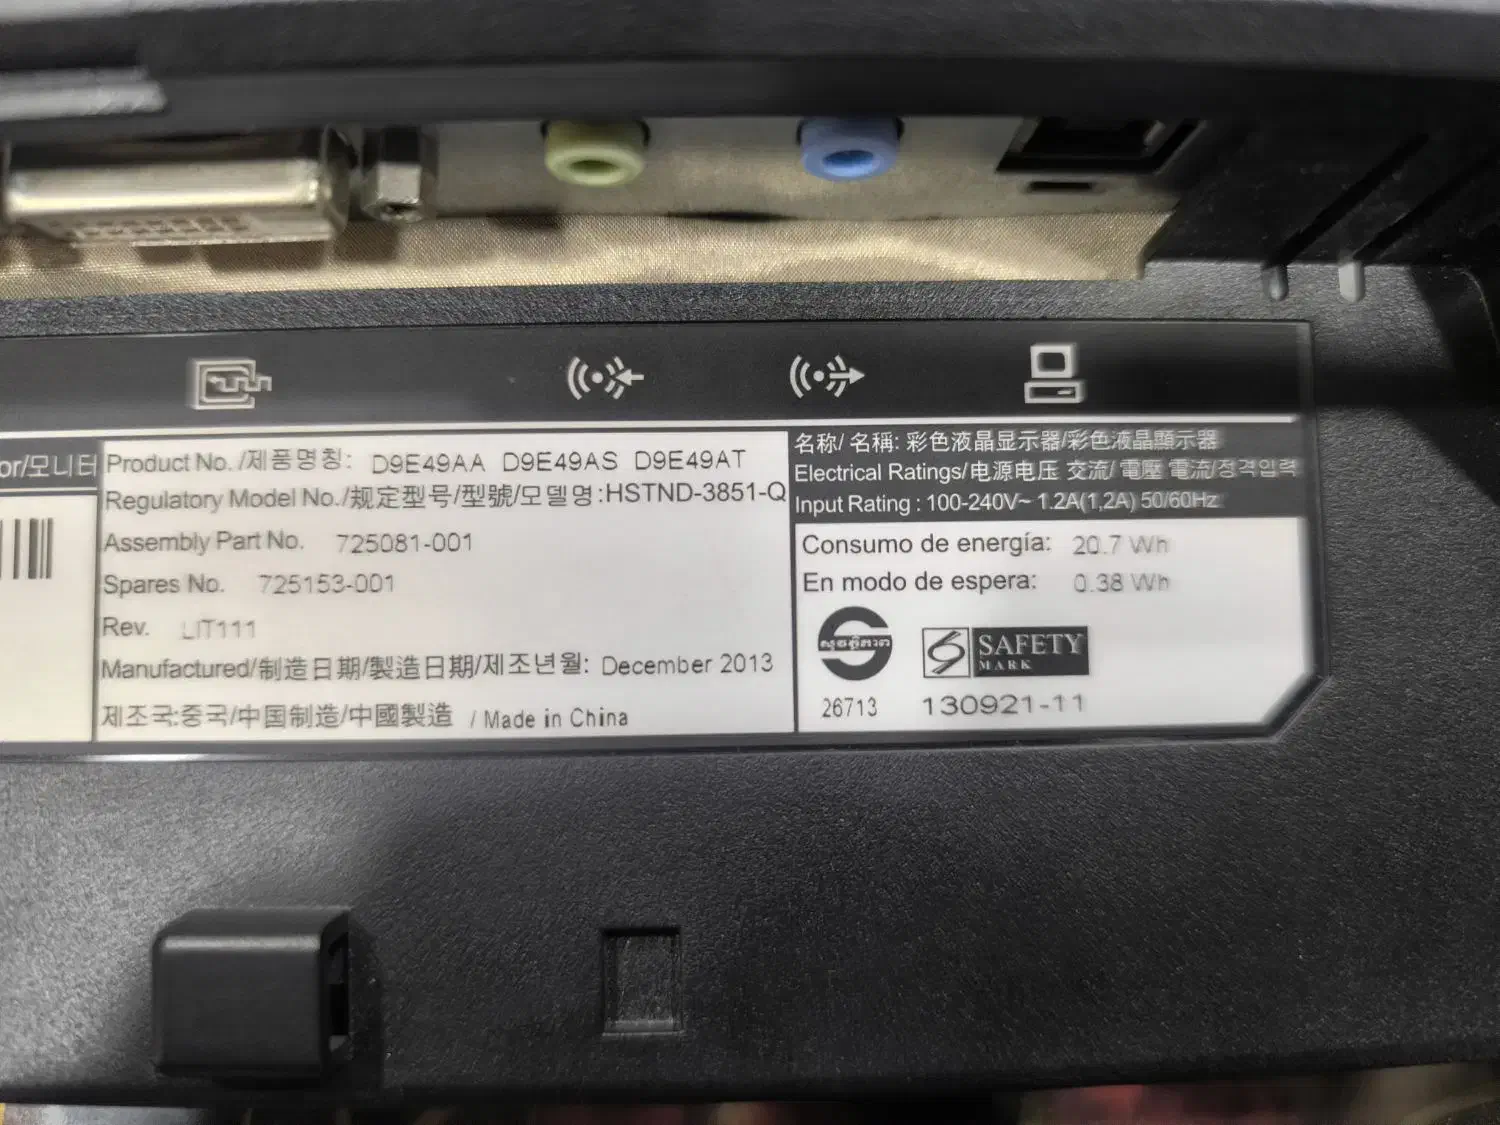 or/모니터
Product No. /제품명칭: D9E49AA D9E49AS D9E49AT
Regulatory Model No./规定型号/型號/모델명:HSTND-3851-Q
Assembly Part No. 725081-001
Spares No. 725153-001
Rev. LIT111
Manufactured/制造日期/製造日期/제조년월: December 2013
제조국:중국/中国制造/中國製造 / Made in China
名称/ 名稱: 彩色液晶显示器/彩色液晶顯示器
Electrical Ratings/电源电压 交流/ 電壓 電流/정격입력
Input Rating : 100-240V~ 1.2A(1,2A) 50/60Hz
Consumo de energía: 20.7 Wh
En modo de espera: 0.38 Wh
SAFETY
MARK
26713
130921-11